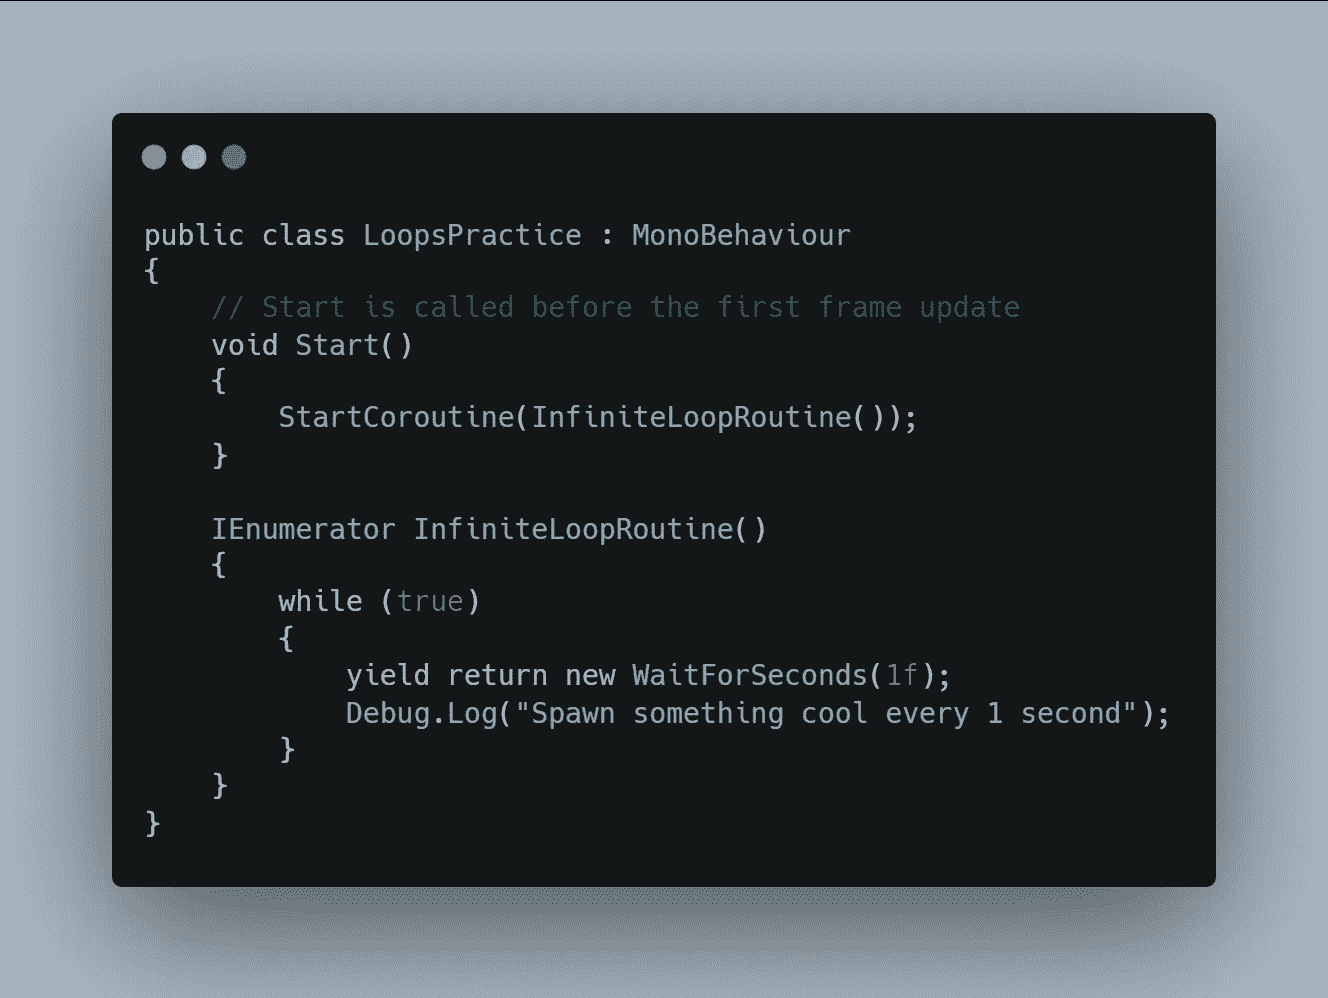 public class LoopsPractice : MonoBehaviour
{
    // Start is called before the first frame update
    void Start()
    {
        StartCoroutine(InfiniteLoopRoutine());
    }

    IEnumerator InfiniteLoopRoutine()
    {
        while (true)
        {
            yield return new WaitForSeconds(1f);
            Debug.Log("Spawn something cool every 1 second");
        }
    }
}